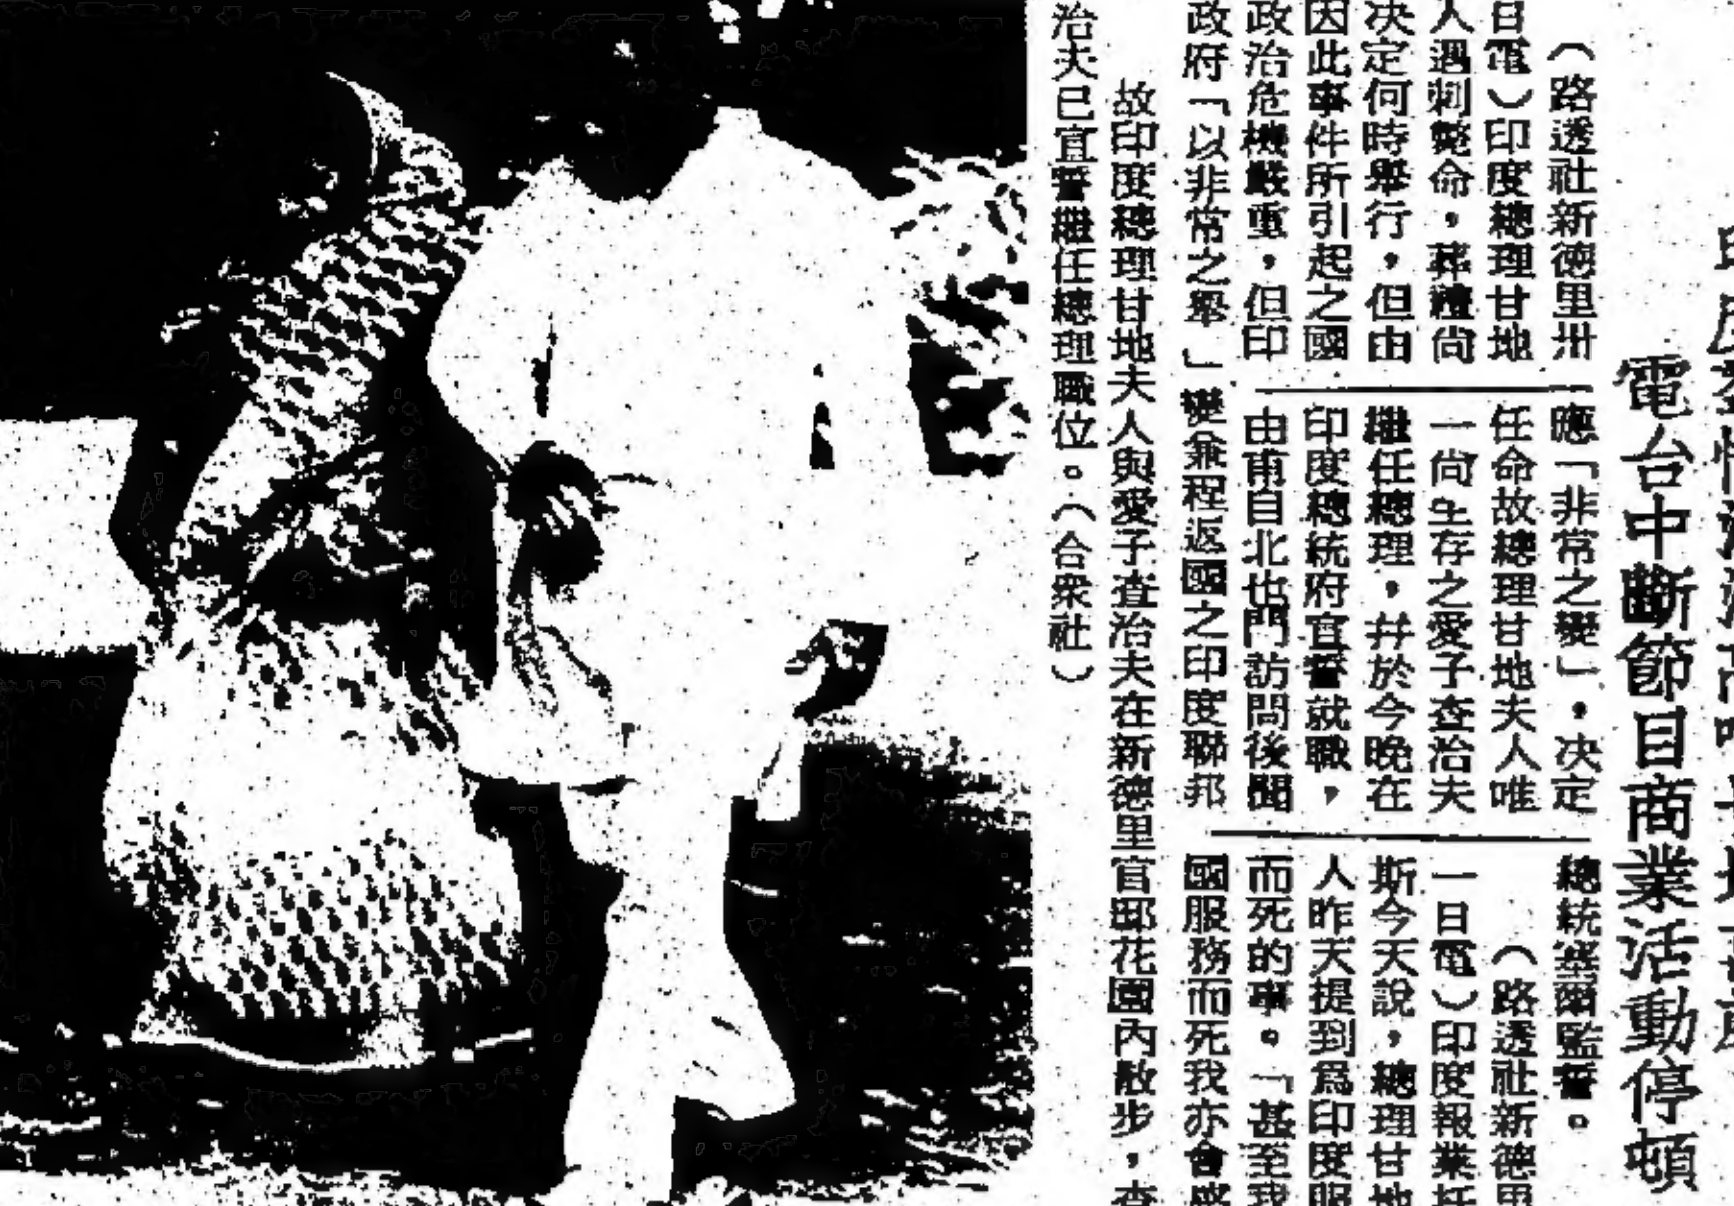 電台中斷節目商業活動停頓
（路透社新德里卅
日電）印度總理甘地
人遇刺斃命，葬禮尚
决定何時舉行，但由
因此事件所引起之國
政治危機嚴重，但印
政府「以非常之舉」
應「非常之變」，决定
任命故總理甘地夫人唯
一尚生存之愛子查治夫
繼任總理，幷於今晚在
印度總統府宣誓就職，
由甫自北也門訪問後聞
變兼程返國之印度聯邦
總統塞爾監誓。
（路透社新德里
一日電）印度報業托
斯今天說，總理甘地
人昨天提到爲印度服
而死的事。「甚至我
國服務而死我亦會感
故印度總理甘地夫人與愛子查治夫在新德里官邸花園內散步，查
治夫已宣誓繼任總理職位。（合衆社）